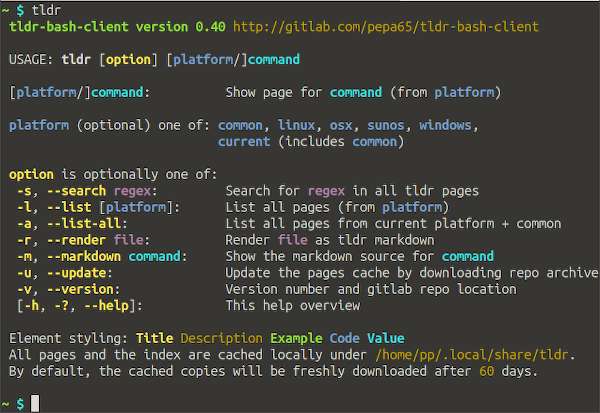 ~ $ tldr
tldr-bash-client version 0.40 http://gitlab.com/pepa65/tldr-bash-client
USAGE: tldr [option] [platform/]command
[platform/]command: Show page for command (from platform)
platform (optional) one of: common, linux, osx, sunos, windows,
current (includes common)
option is optionally one of:
-s, --search regex: Search for regex in all tldr pages
-l, --list [platform]: List all pages (from platform)
-a, --list-all: List all pages from current platform + common
-r, --render file: Render file as tldr markdown
-m, --markdown command: Show the markdown source for command
-u, --update: Update the pages cache by downloading repo archive
-v, --version: Version number and gitlab repo location
[-h, -?, --help]: This help overview
Element styling: Title Description Example Code Value
All pages and the index are cached locally under /home/pp/.local/share/tldr.
By default, the cached copies will be freshly downloaded after 60 days.
~ $